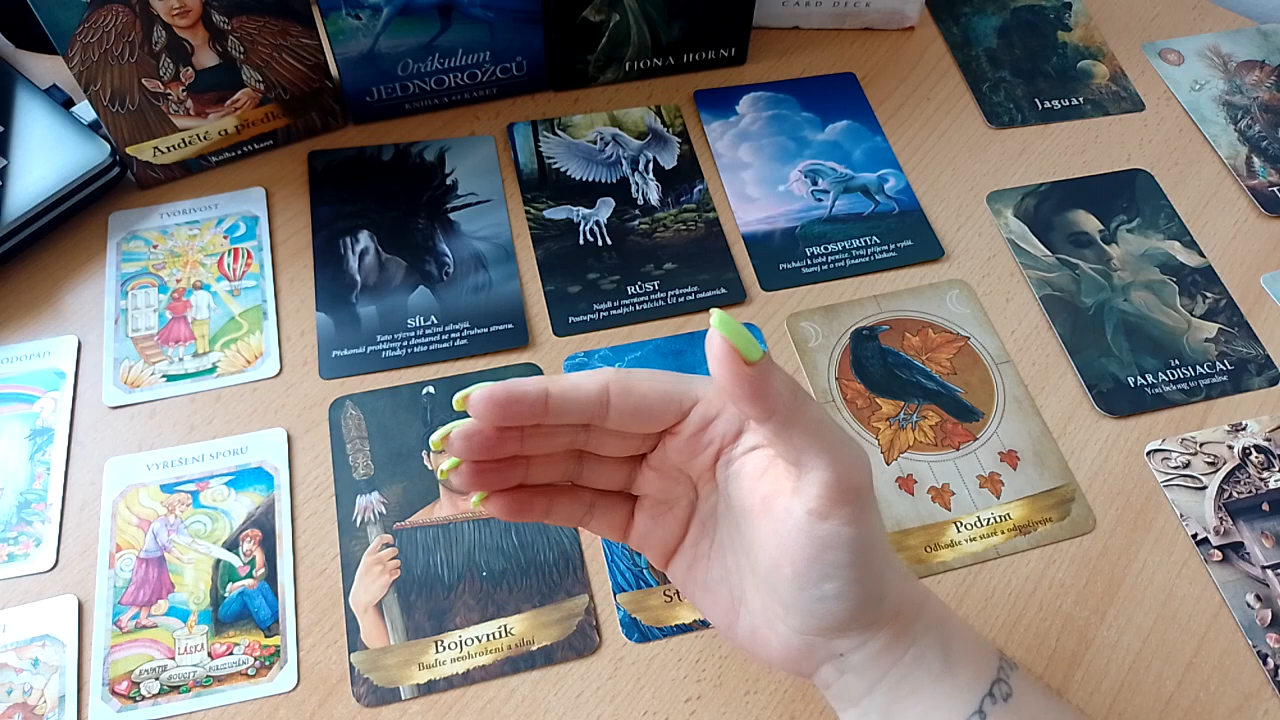 Andělé a předk
Kniha a 55 karet
Orákulum
JEDNOROŽCŮ
KNIHA A 44 KARET
FIONA HORNE
CARD DECK
Jaguar
TVOŘIVOST
SÍLA
Tato výzva tě učiní silnější.
Překonáš problémy a dostaneš se na druhou stranu.
Hledej v této situaci dar.
RŮST
Najdi si mentora nebo průvodce.
Postupuj po malých krůčcích. Uč se od ostatních.
PROSPERITA
Přichází k tobě peníze. Tvůj příjem je vyšší.
Starej se o své finance s láskou.
24
PARADISIACAL
You belong to paradise
ODOPÁD
VYŘEŠENÍ SPORU
LÁSKA
EMPATIE
SOUCIT
POROZUMĚNÍ
Bojovník
Buďte neohrožení a silní
St
Podzim
Odhoďte vše staré a odpočívejte